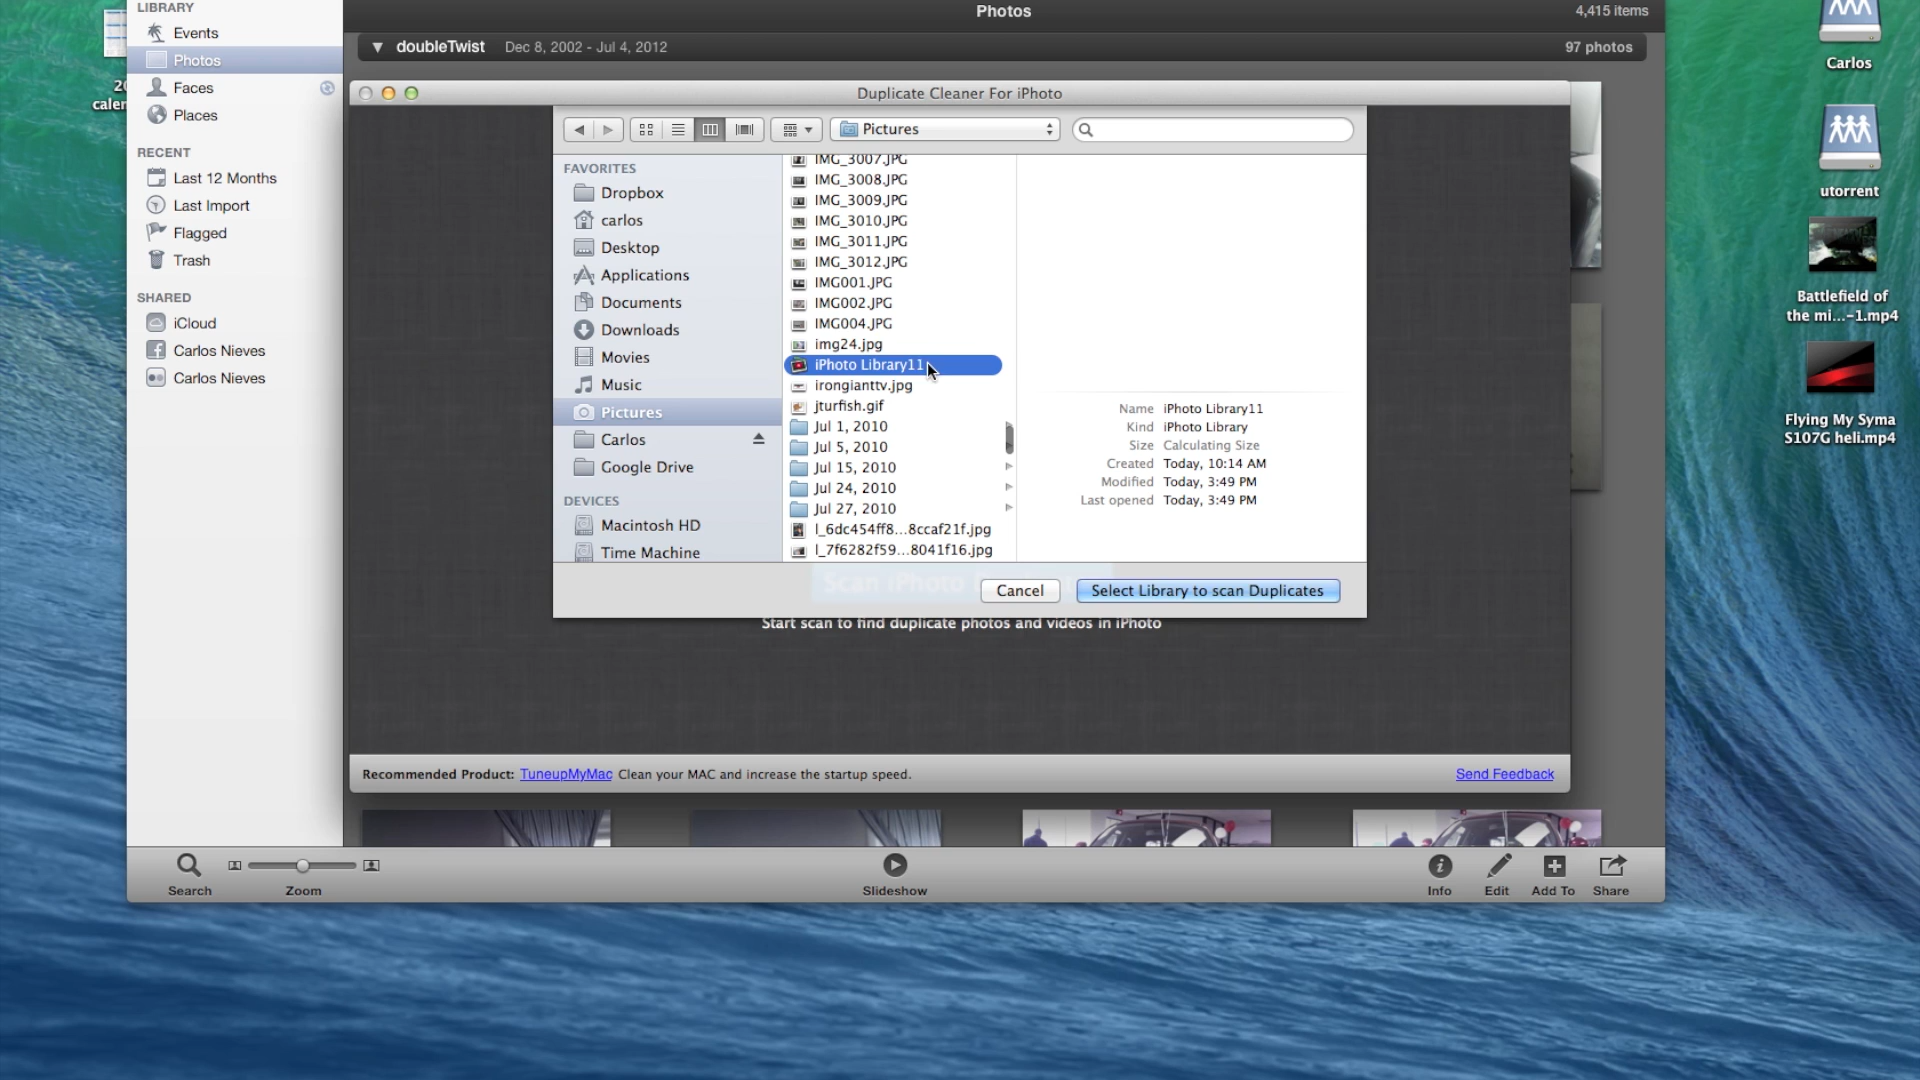 LIBRARY
Events
Photos
Faces
Places
RECENT
Last 12 Months
Last Import
Flagged
Trash
SHARED
iCloud
Carlos Nieves
Carlos Nieves
Photos
4,415 items
doubleTwist Dec 8, 2002 - Jul 4, 2012
97 photos
Duplicate Cleaner For iPhoto
Pictures
FAVORITES
Dropbox
carlos
Desktop
Applications
Documents
Downloads
Movies
Music
Pictures
Carlos
Google Drive
DEVICES
Macintosh HD
Time Machine
IMG_3007.JPG
IMG_3008.JPG
IMG_3009.JPG
IMG_3010.JPG
IMG_3011.JPG
IMG_3012.JPG
IMG001.JPG
IMG002.JPG
IMG004.JPG
img24.jpg
iPhoto Library11
irongianttv.jpg
jturfish.gif
Jul 1, 2010
Jul 5, 2010
Jul 15, 2010
Jul 24, 2010
Jul 27, 2010
l_6dc454ff8...8ccaf21f.jpg
l_7f6282f59...8041f16.jpg
Name iPhoto Library11
Kind iPhoto Library
Size Calculating Size
Created Today, 10:14 AM
Modified Today, 3:49 PM
Last opened Today, 3:49 PM
Scan iPhoto
Cancel
Select Library to scan Duplicates
Start scan to find duplicate photos and videos in iPhoto
Recommended Product: TuneupMyMac Clean your MAC and increase the startup speed.
Send Feedback
Search
Zoom
Slideshow
Info
Edit
Add To
Share
20
calen
Carlos
utorrent
Battlefield of
the mi...-1.mp4
Flying My Syma
S107G heli.mp4